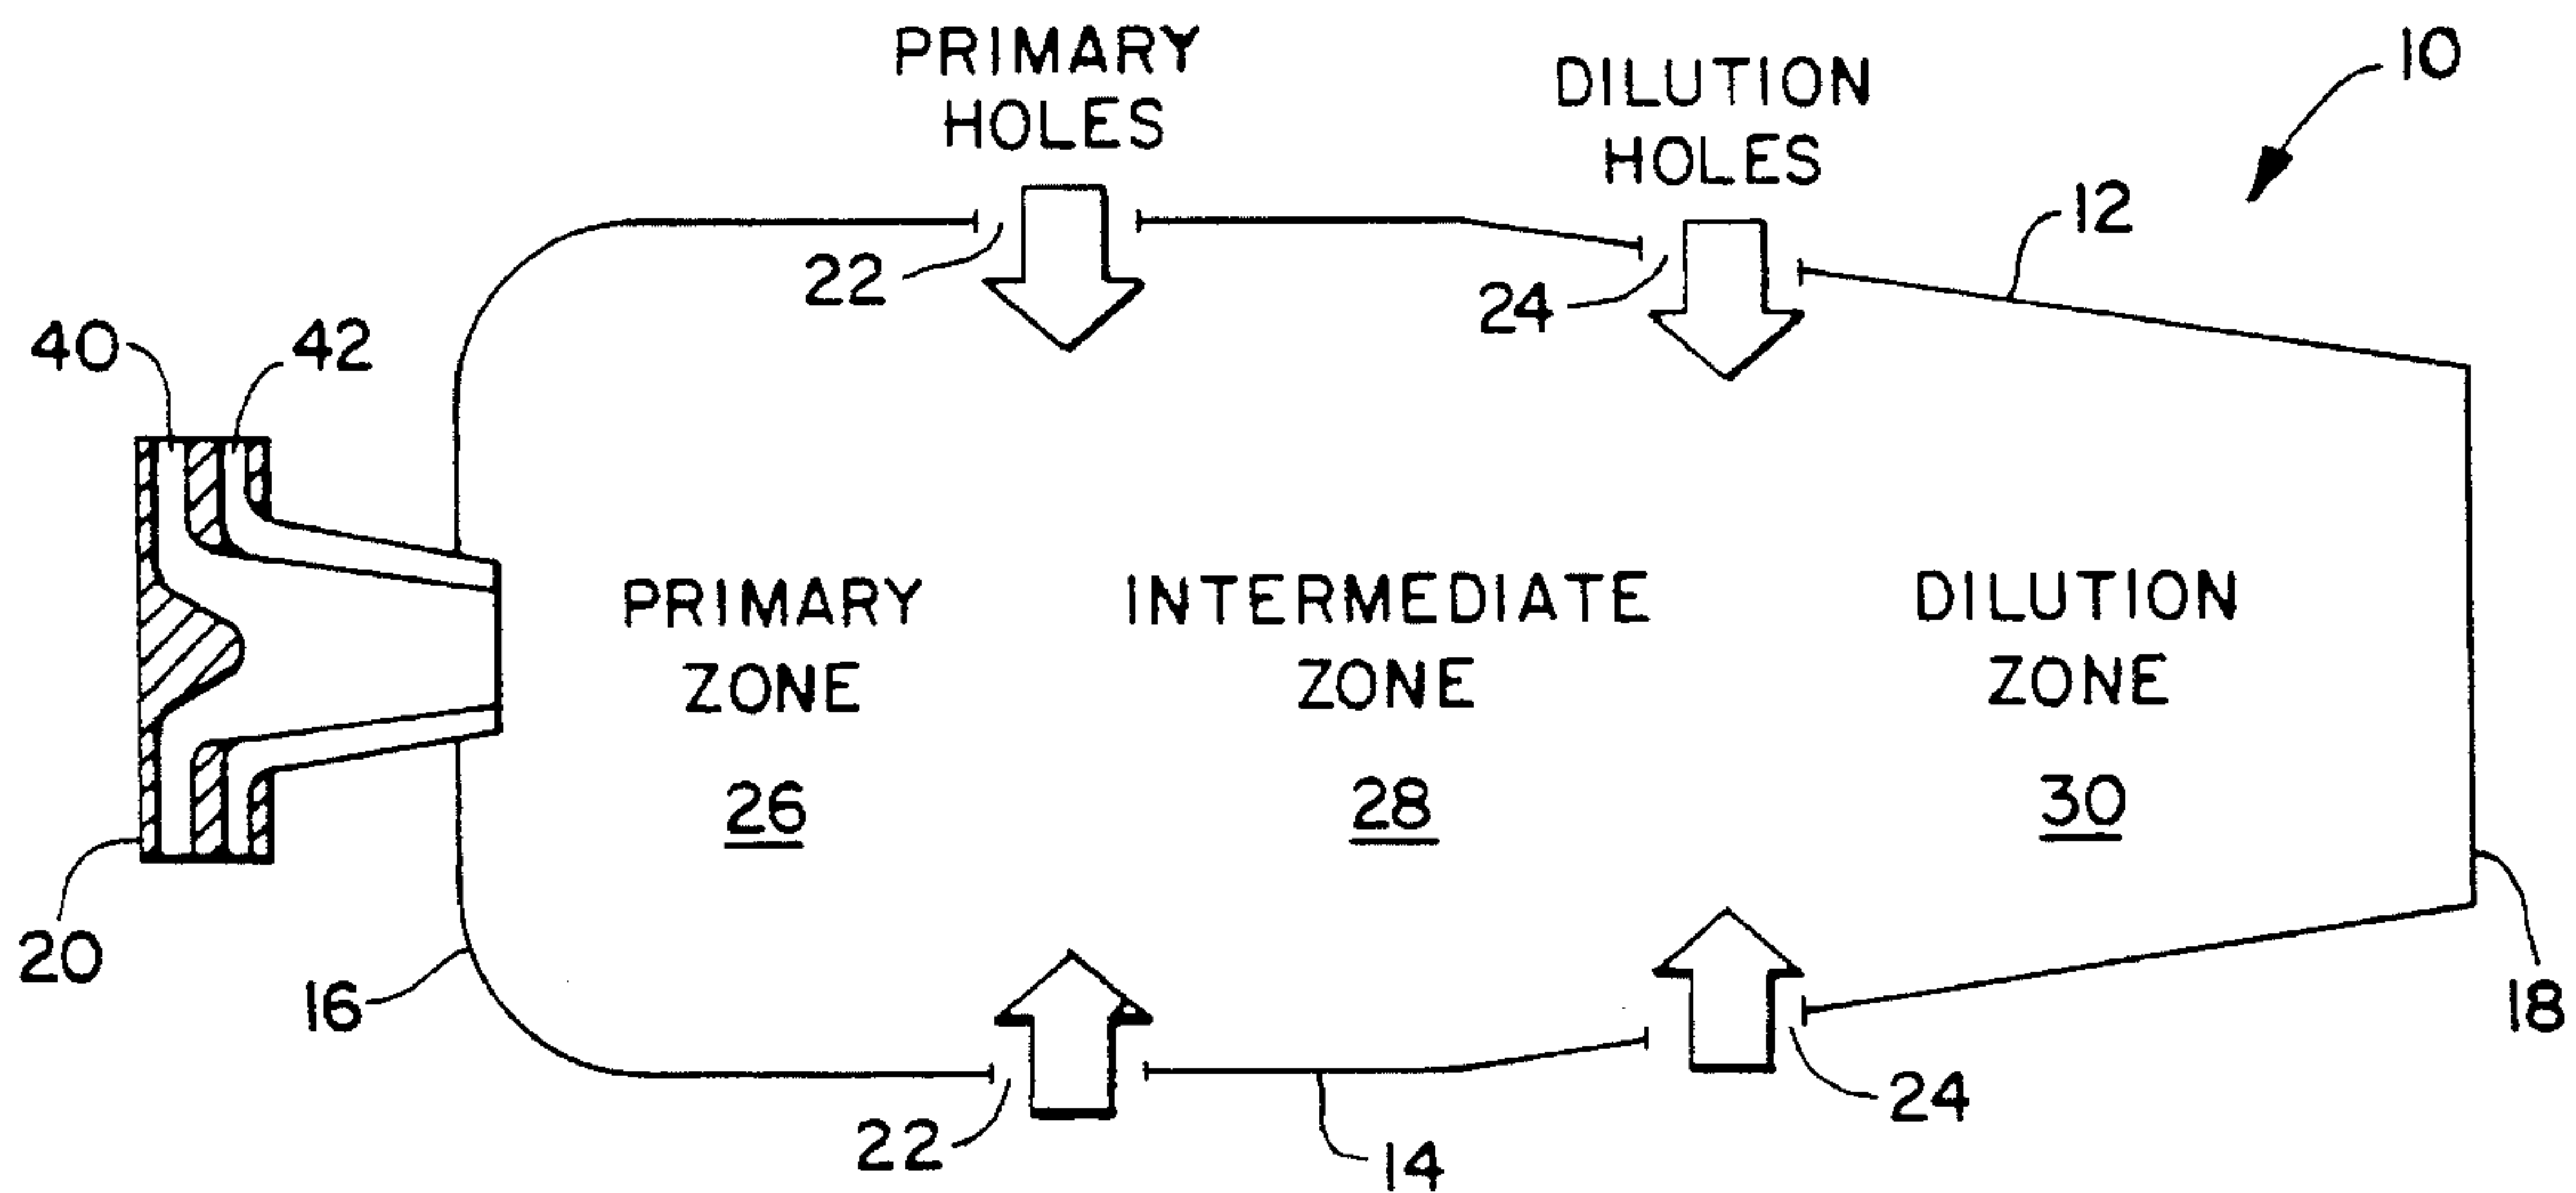 PRIMARY
HOLES
DILUTION
HOLES
10
12
22
24
40
42
PRIMARY
ZONE
26
INTERMEDIATE
ZONE
28
DILUTION
ZONE
30
20
16
18
22
14
24